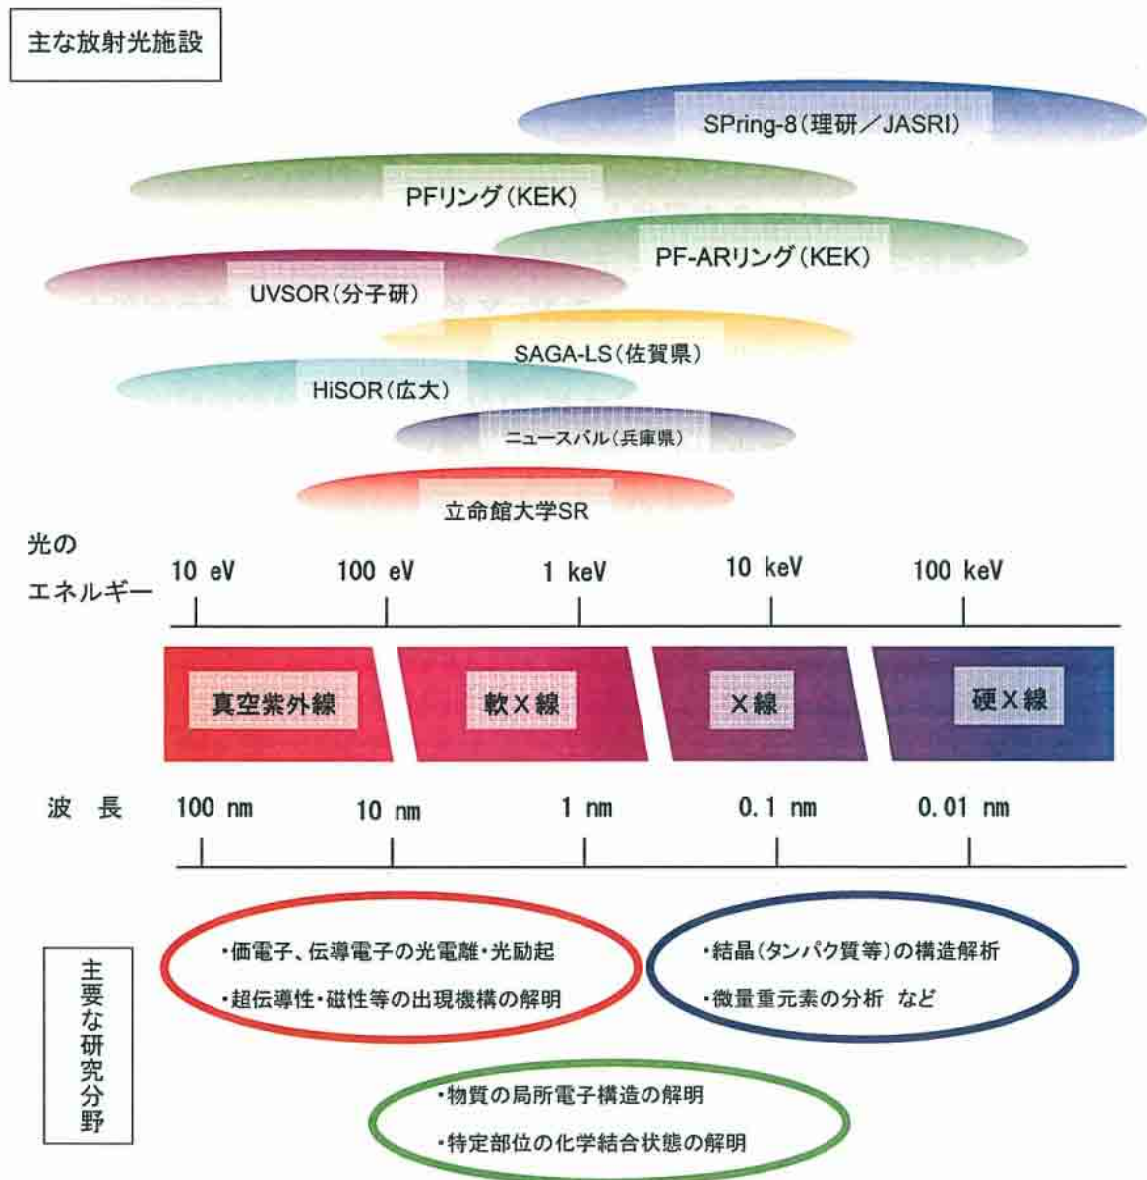 主な放射光施設
SPring-8(理研／JASRI)
PFリング(KEK)
PF-ARリング(KEK)
UVSOR(分子研)
SAGA-LS(佐賀県)
HiSOR(広大)
ニュースバル(兵庫県)
立命館大学SR
光の
エネルギー
10 eV 100 eV 1 keV 10 keV 100 keV
真空紫外線 軟X線 X線 硬X線
波 長 100 nm 10 nm 1 nm 0.1 nm 0.01 nm
主要な研究分野
・価電子、伝導電子の光電離・光励起
・超伝導性・磁性等の出現機構の解明
・結晶(タンパク質等)の構造解析
・微量重元素の分析 など
・物質の局所電子構造の解明
・特定部位の化学結合状態の解明